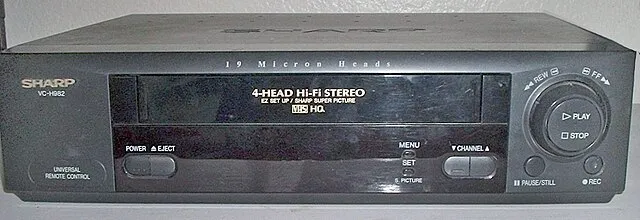 SHARP
19 Micron Heads
SHARP
VC-H982
4-HEAD Hi-Fi STEREO
EZ SET UP / SHARP SUPER PICTURE
VHS HQ
REW FF
PLAY
STOP
POWER EJECT
MENU
CHANNEL
SET
S. PICTURE
UNIVERSAL
REMOTE CONTROL
PAUSE/STILL
REC